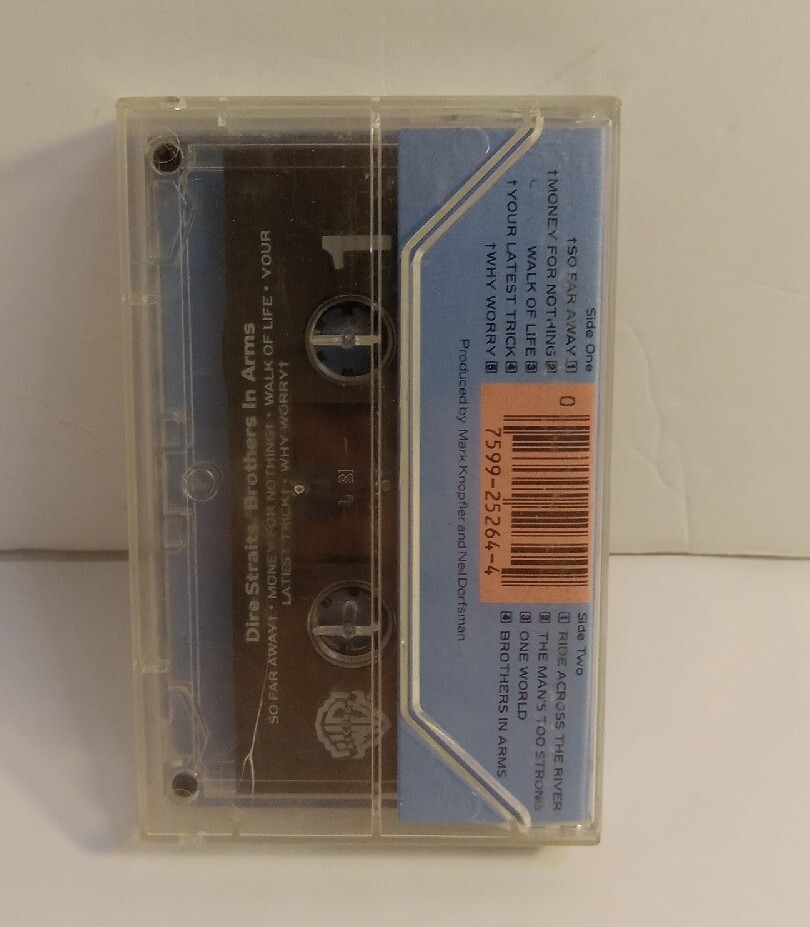 Side One
†SO FAR AWAY 1
†MONEY FOR NOTHING 2
WALK OF LIFE 3
†YOUR LATEST TRICK 4
†WHY WORRY 5
0
7599-25264-4
Side Two
1 RIDE ACROSS THE RIVER
2 THE MAN'S TOO STRONG
3 ONE WORLD
4 BROTHERS IN ARMS
Produced by Mark Knopfler and Neil Dorfsman
1
Dire Straits/Brothers In Arms
SO FAR AWAY† • MONEY FOR NOTHING† • WALK OF LIFE • YOUR
LATEST TRICK† • WHY WORRY†